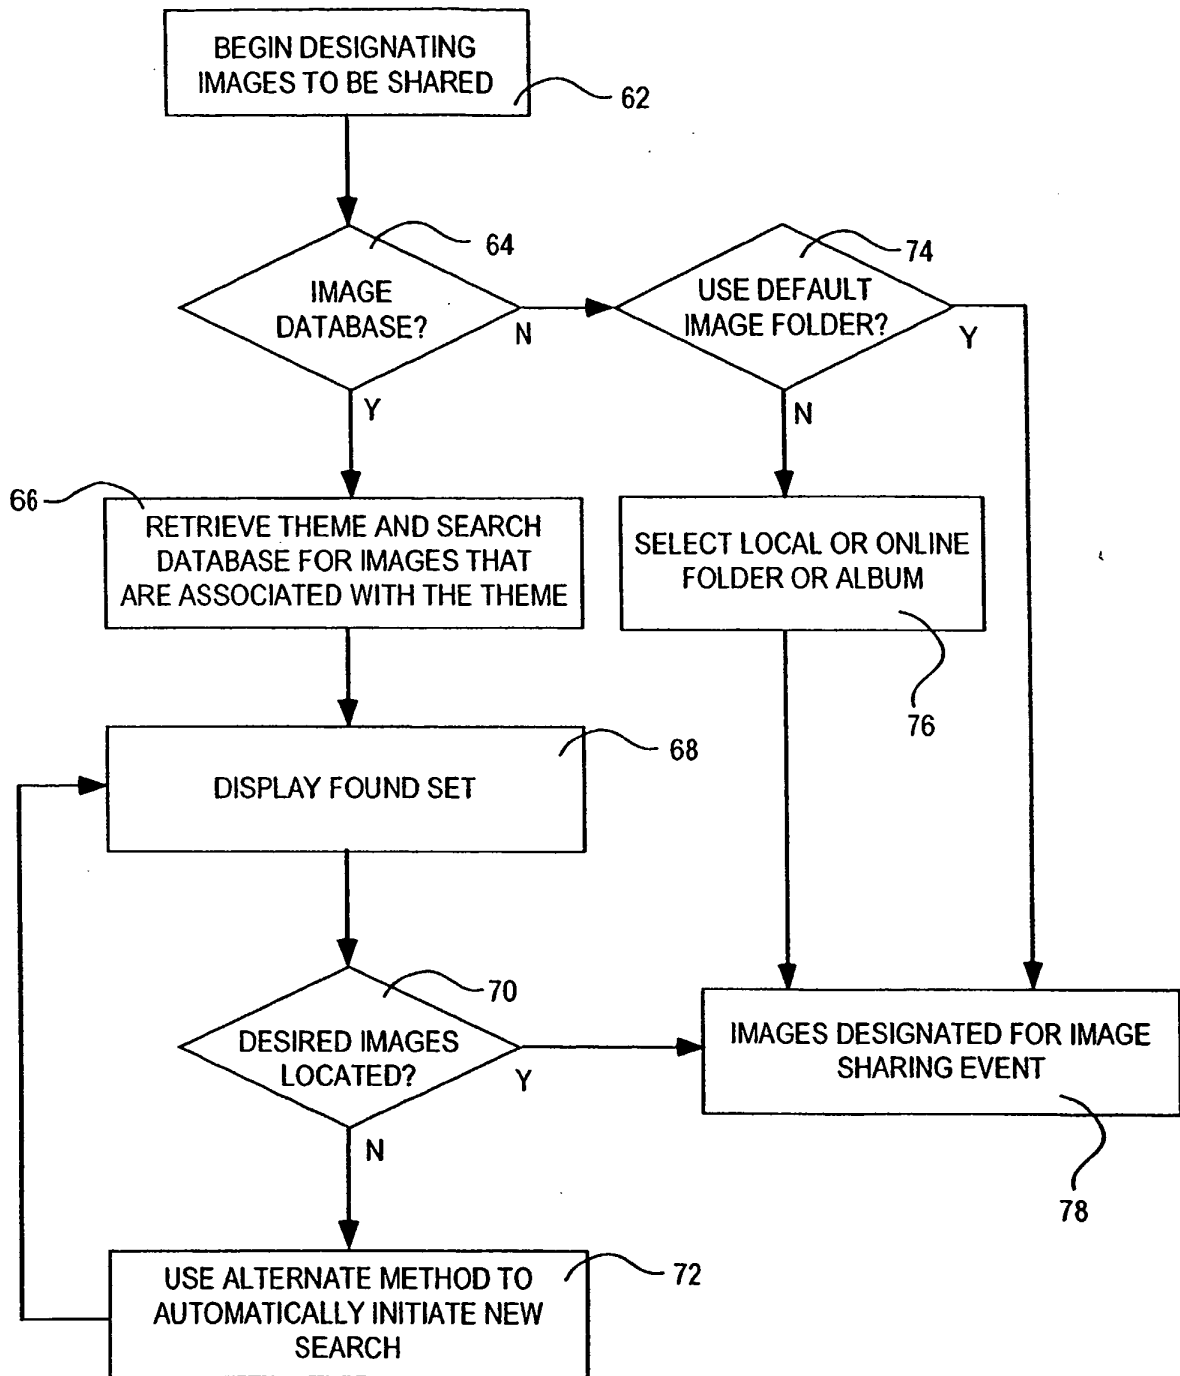 BEGIN DESIGNATING
IMAGES TO BE SHARED
62
64
IMAGE
DATABASE?
N
Y
74
USE DEFAULT
IMAGE FOLDER?
Y
N
66
RETRIEVE THEME AND SEARCH
DATABASE FOR IMAGES THAT
ARE ASSOCIATED WITH THE THEME
SELECT LOCAL OR ONLINE
FOLDER OR ALBUM
76
68
DISPLAY FOUND SET
70
DESIRED IMAGES
LOCATED?
Y
N
IMAGES DESIGNATED FOR IMAGE
SHARING EVENT
78
72
USE ALTERNATE METHOD TO
AUTOMATICALLY INITIATE NEW
SEARCH